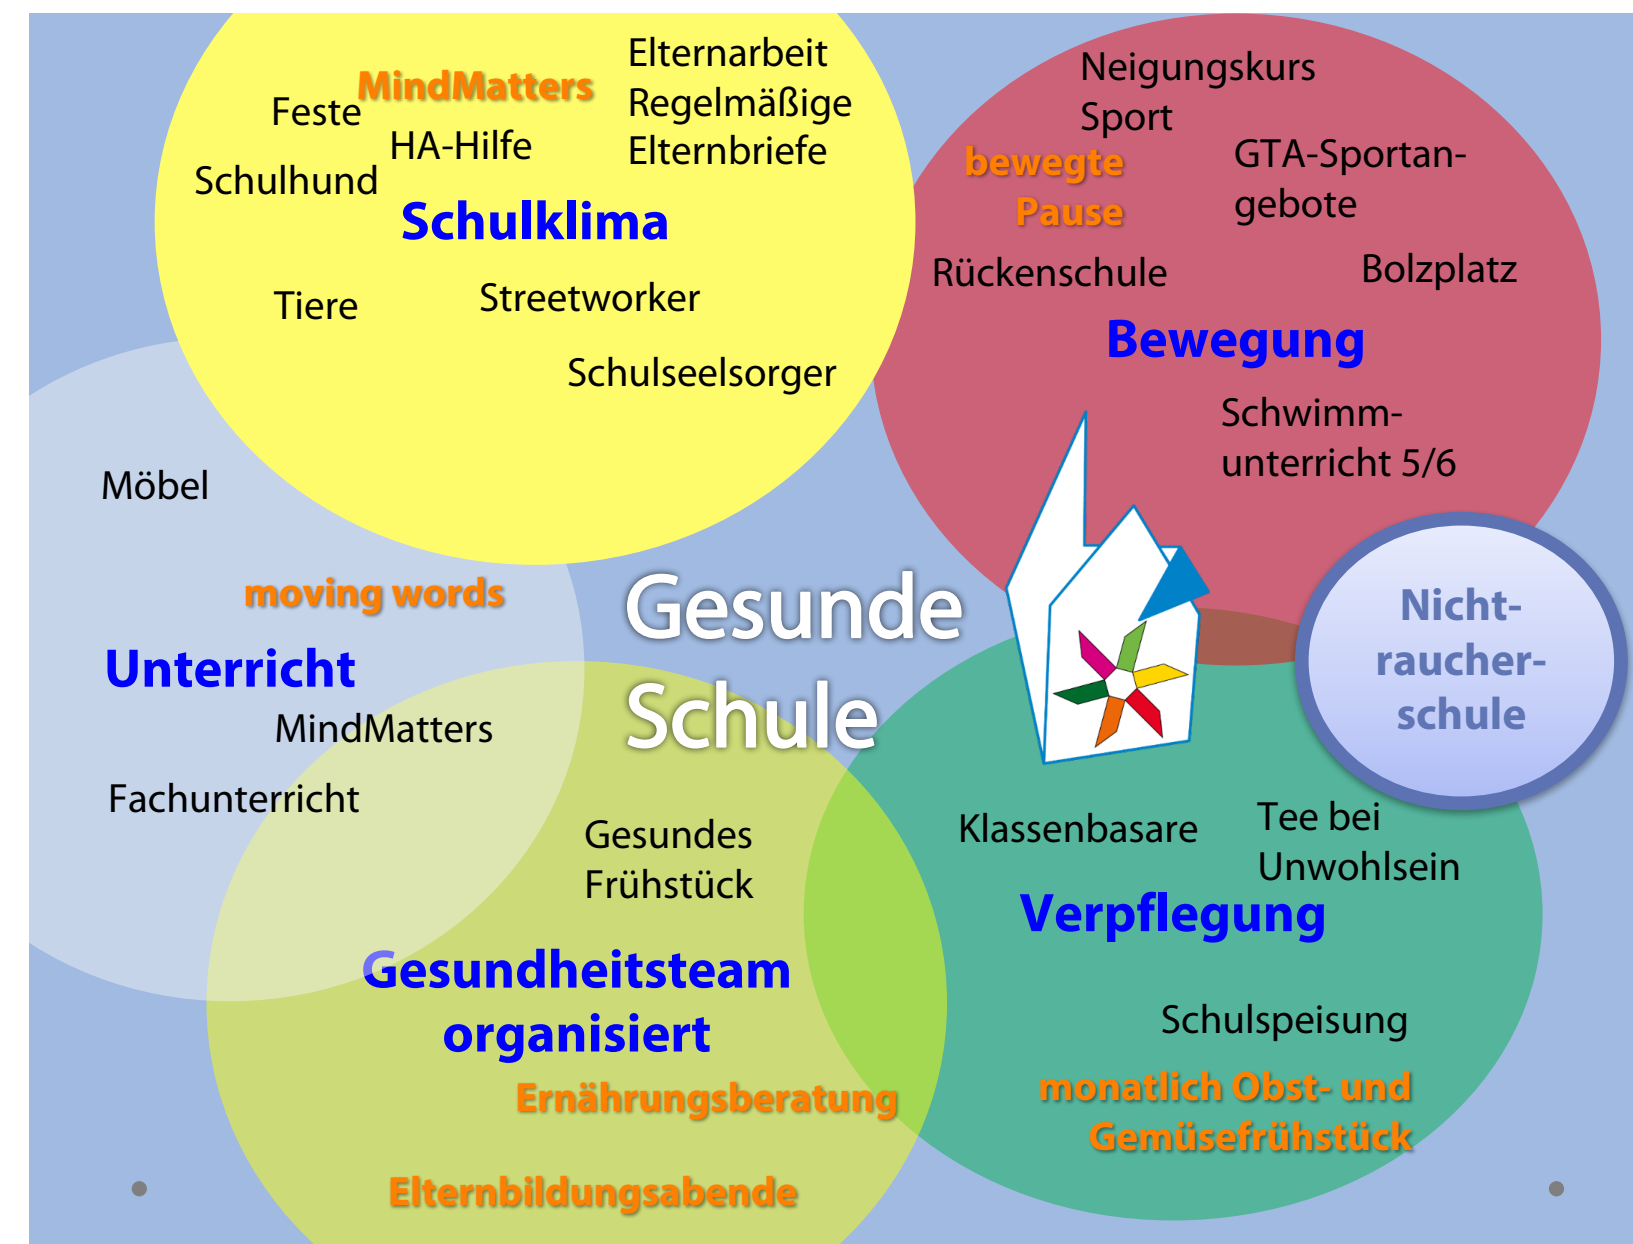 MindMatters
Feste
HA-Hilfe
Schulhund
Elternarbeit
Regelmäßige
Elternbriefe
Schulklima
Tiere
Streetworker
Schulseelsorger
Neigungskurs
Sport
bewegte
Pause
GTA-Sportan-
gebote
Rückenschule
Bolzplatz
Bewegung
Schwimm-
unterricht 5/6
Möbel
moving words
Unterricht
MindMatters
Fachunterricht
Gesunde
Schule
Nicht-
raucher-
schule
Gesundes
Frühstück
Gesundheitsteam
organisiert
Ernährungsberatung
Elternbildungsabende
Klassenbasare
Tee bei
Unwohlsein
Verpflegung
Schulspeisung
monatlich Obst- und
Gemüsefrühstück